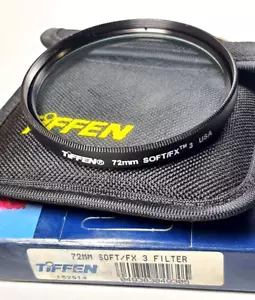 TiFFEN
TiFFEN® 72mm SOFT/FX™ 3 USA
72MM SOFT/FX 3 FILTER
TiFFEN